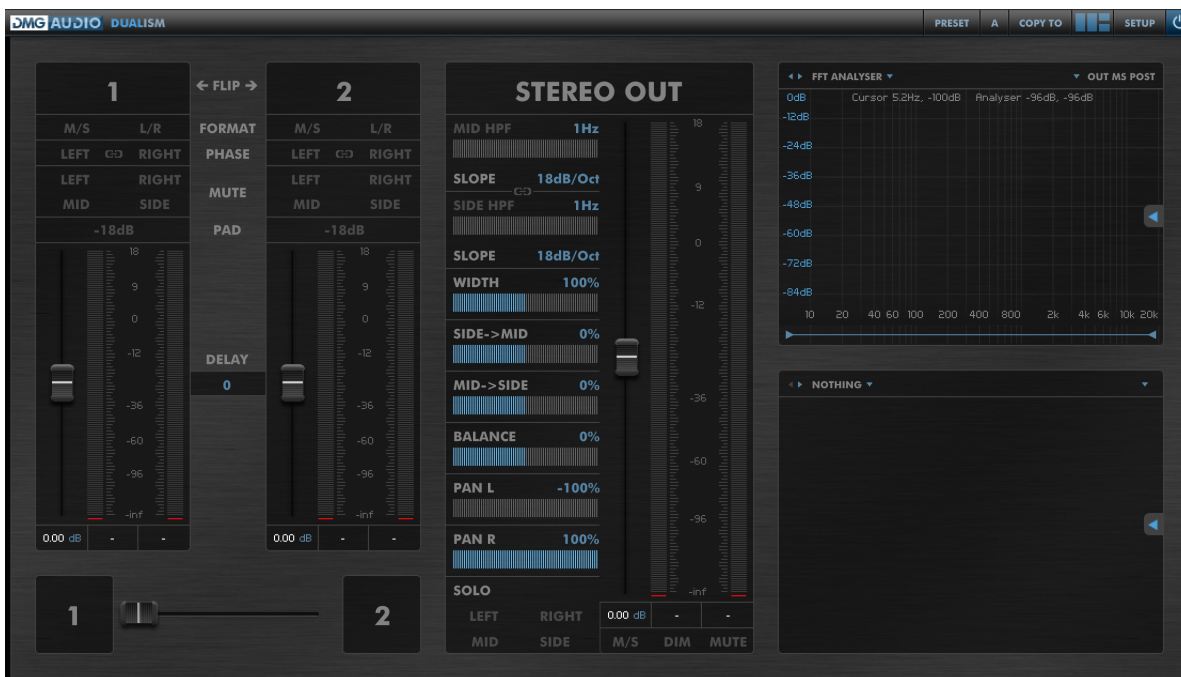 DMG AUDIO DUALISM PRESET A COPY TO SETUP
1 ← FLIP → 2
M/S L/R FORMAT M/S L/R
LEFT RIGHT PHASE LEFT RIGHT
LEFT RIGHT MUTE LEFT RIGHT
MID SIDE MID SIDE
-18dB PAD -18dB
18 18
9 9
0 0
-12 -12
DELAY
0
-36 -36
-60 -60
-96 -96
-inf -inf
0.00 dB - - 0.00 dB - -
1 2
STEREO OUT
MID HPF 1Hz
SLOPE 18dB/Oct
SIDE HPF 1Hz
SLOPE 18dB/Oct
WIDTH 100%
SIDE->MID 0%
MID->SIDE 0%
BALANCE 0%
PAN L -100%
PAN R 100%
SOLO
LEFT RIGHT
MID SIDE
18
9
0
-12
-36
-60
-96
-inf
0.00 dB - -
M/S DIM MUTE
FFT ANALYSER OUT MS POST
0dB Cursor 5.2Hz, -100dB Analyser -96dB, -96dB
-12dB
-24dB
-36dB
-48dB
-60dB
-72dB
-84dB
10 20 40 60 100 200 400 800 2k 4k 6k 10k 20k
NOTHING